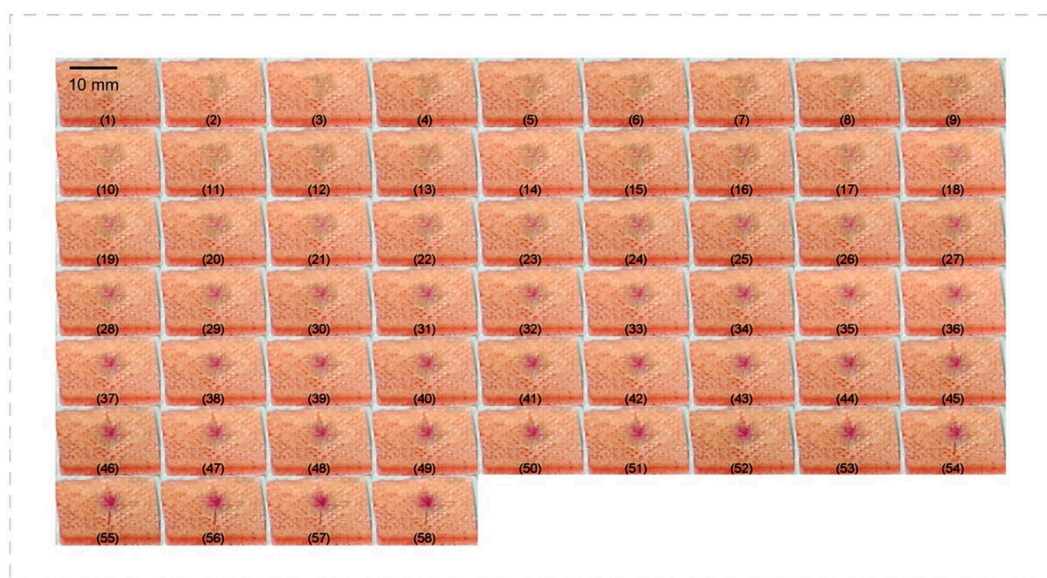 10 mm
(1) (2) (3) (4) (5) (6) (7) (8) (9)
(10) (11) (12) (13) (14) (15) (16) (17) (18)
(19) (20) (21) (22) (23) (24) (25) (26) (27)
(28) (29) (30) (31) (32) (33) (34) (35) (36)
(37) (38) (39) (40) (41) (42) (43) (44) (45)
(46) (47) (48) (49) (50) (51) (52) (53) (54)
(55) (56) (57) (58)